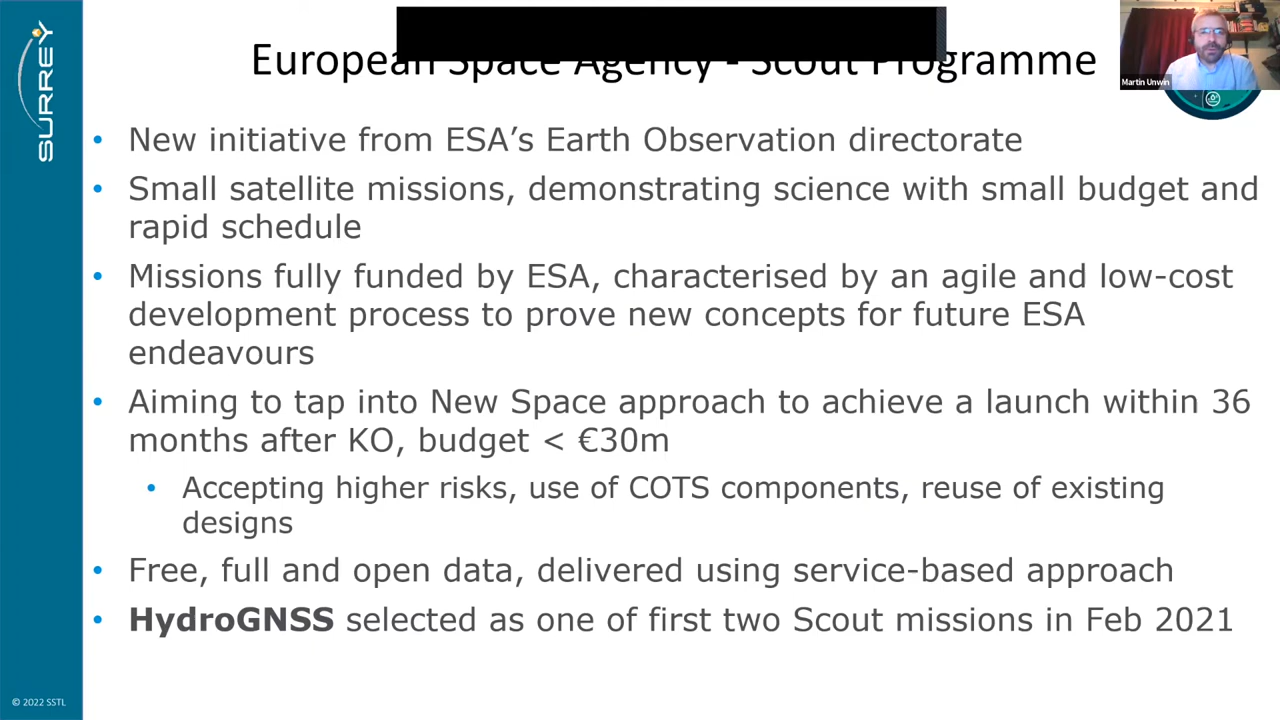 SURREY
European Space Agency - Scout Programme
Martin Unwin
• New initiative from ESA’s Earth Observation directorate
• Small satellite missions, demonstrating science with small budget and
rapid schedule
• Missions fully funded by ESA, characterised by an agile and low-cost
development process to prove new concepts for future ESA
endeavours
• Aiming to tap into New Space approach to achieve a launch within 36
months after KO, budget < €30m
• Accepting higher risks, use of COTS components, reuse of existing
designs
• Free, full and open data, delivered using service-based approach
• HydroGNSS selected as one of first two Scout missions in Feb 2021
© 2022 SSTL